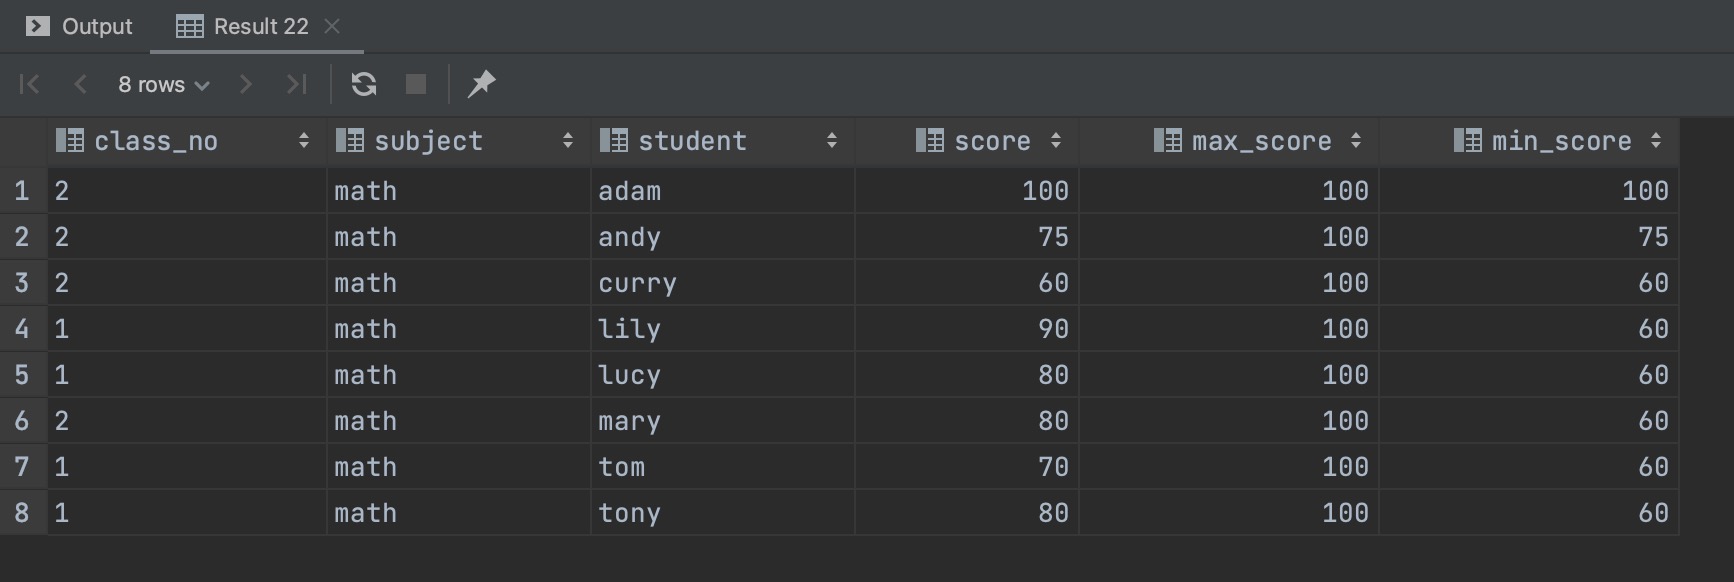 Output Result 22
8 rows
class_no subject student score max_score min_score
1 2 math adam 100 100 100
2 2 math andy 75 100 75
3 2 math curry 60 100 60
4 1 math lily 90 100 60
5 1 math lucy 80 100 60
6 2 math mary 80 100 60
7 1 math tom 70 100 60
8 1 math tony 80 100 60